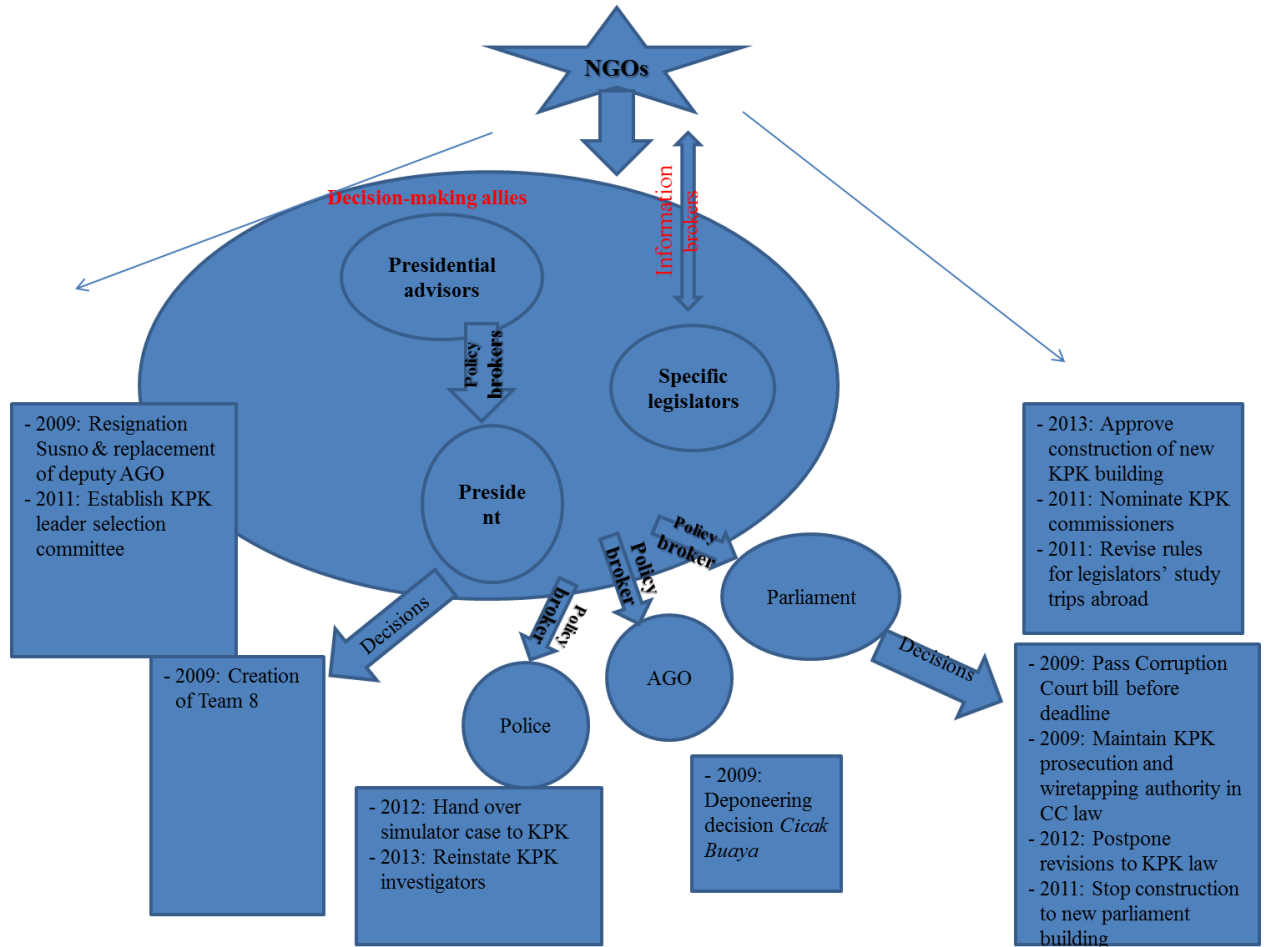 NGOs
Decision-making allies
Information
brokers
Presidential
advisors
Policy
brokers
Specific
legislators
Preside
nt
- 2009: Resignation
Susno & replacement
of deputy AGO
- 2011: Establish KPK
leader selection
committee
- 2013: Approve
construction of new
KPK building
- 2011: Nominate KPK
commissioners
- 2011: Revise rules
for legislators’ study
trips abroad
Policy
broker
Policy
broker
Policy
broker
Decisions
Parliament
Decisions
- 2009: Creation
of Team 8
Police
AGO
- 2012: Hand over
simulator case to KPK
- 2013: Reinstate KPK
investigators
- 2009:
Deponeering
decision Cicak
Buaya
- 2009: Pass Corruption
Court bill before
deadline
- 2009: Maintain KPK
prosecution and
wiretapping authority in
CC law
- 2012: Postpone
revisions to KPK law
- 2011: Stop construction
to new parliament
building